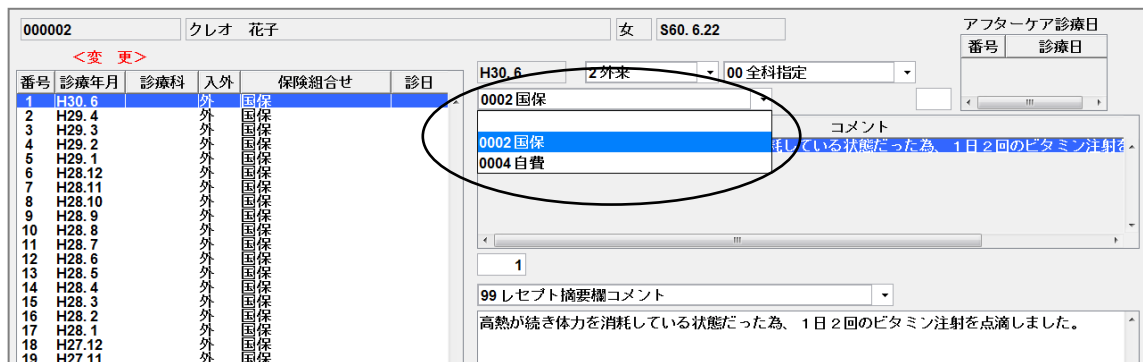 000002 クレオ 花子 女 S60. 6.22
アフターケア診療日
番号 診療日
<変 更>
番号 診療年月 診療科 入外 保険組合せ 診日
1 H30. 6 外 国保
2 H29. 4 外 国保
3 H29. 3 外 国保
4 H29. 2 外 国保
5 H29. 1 外 国保
6 H28.12 外 国保
7 H28.11 外 国保
8 H28.10 外 国保
9 H28. 9 外 国保
10 H28. 8 外 国保
11 H28. 7 外 国保
12 H28. 6 外 国保
13 H28. 5 外 国保
14 H28. 4 外 国保
15 H28. 3 外 国保
16 H28. 2 外 国保
17 H28. 1 外 国保
18 H27.12 外 国保
19 H27.11 外 国保
H30. 6 2 外来 00 全科指定
0002 国保
0002 国保
0004 自費
コメント
耗している状態だった為、1日2回のビタミン注射を
1
99 レセプト摘要欄コメント
高熱が続き体力を消耗している状態だった為、1日2回のビタミン注射を点滴しました。